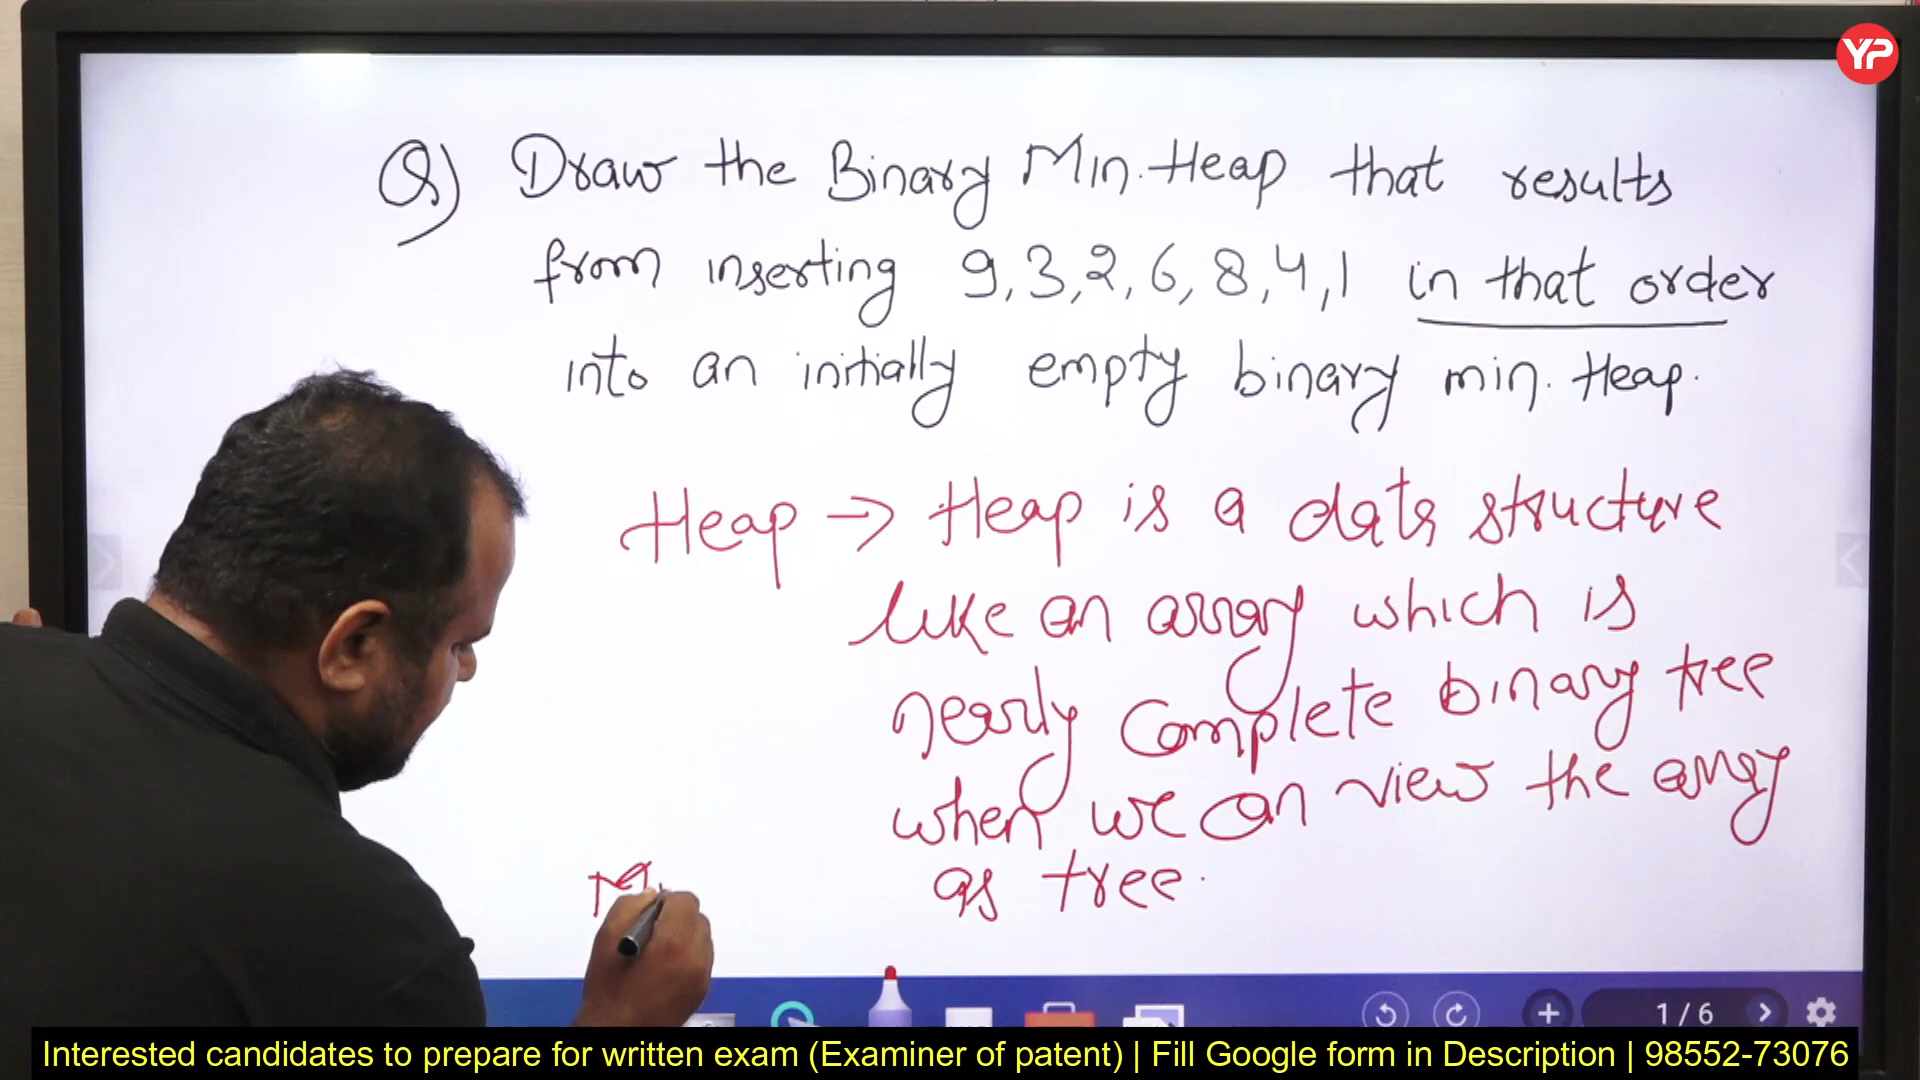 YP
Q) Draw the Binary Min. Heap that results
from inserting 9, 3, 2, 6, 8, 4, 1 in that order
into an initially empty binary min. Heap.
Heap → Heap is a data structure
like an array which is
nearly complete binary tree
when we can view the array
as tree.
M
1 / 6
Interested candidates to prepare for written exam (Examiner of patent) | Fill Google form in Description | 98552-73076